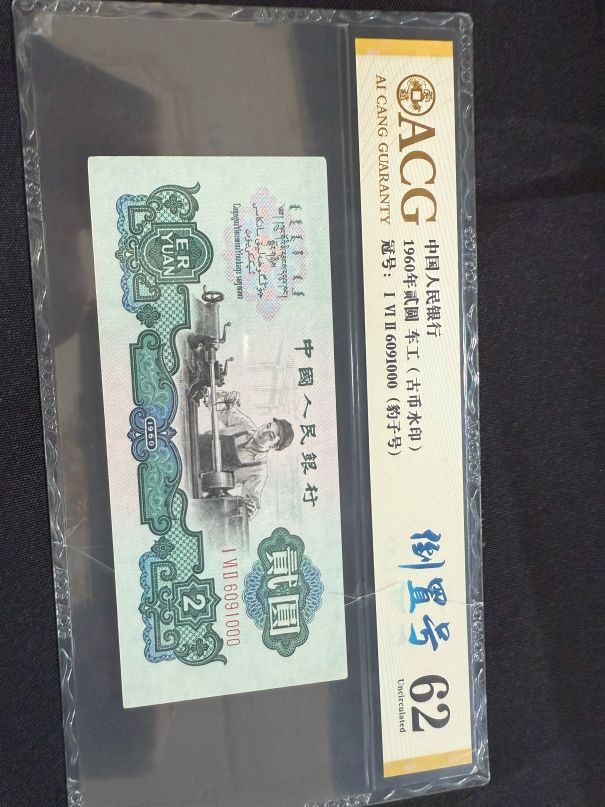 ACG
AI CANG GUARANTY
中国人民银行
1960年贰圆 车工（古币水印）
冠号： I VI II 6091000（豹子号）
倒置号
62
Uncirculated
中國人民銀行
ER
YUAN
貳圓
I VI II 6091000
1960
2